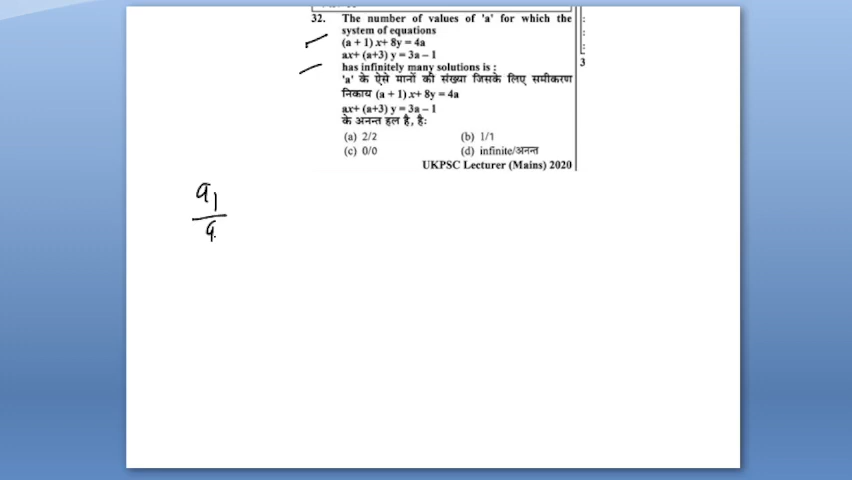 32. The number of values of 'a' for which the
system of equations
(a + 1) x+ 8y = 4a
ax+ (a+3) y = 3a – 1
has infinitely many solutions is :
'a' के ऐसे मानों की संख्या जिसके लिए समीकरण
निकाय (a + 1) x+ 8y = 4a
ax+ (a+3) y = 3a – 1
के अनन्त हल है, हैः
(a) 2/2 (b) 1/1
(c) 0/0 (d) infinite/अनन्त
UKPSC Lecturer (Mains) 2020
3
a1
a